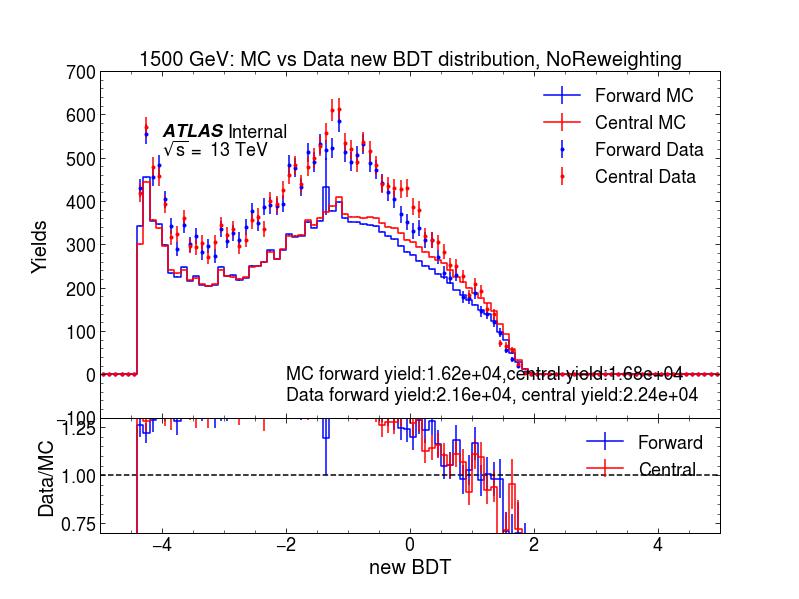 1500 GeV: MC vs Data new BDT distribution, NoReweighting
700
600
500
400
300
200
100
0
−100
Yields
ATLAS Internal
√s = 13 TeV
Forward MC
Central MC
Forward Data
Central Data
MC forward yield:1.62e+04,central yield:1.68e+04
Data forward yield:2.16e+04, central yield:2.24e+04
1.25
1.00
0.75
Data/MC
Forward
Central
−4 −2 0 2 4
new BDT